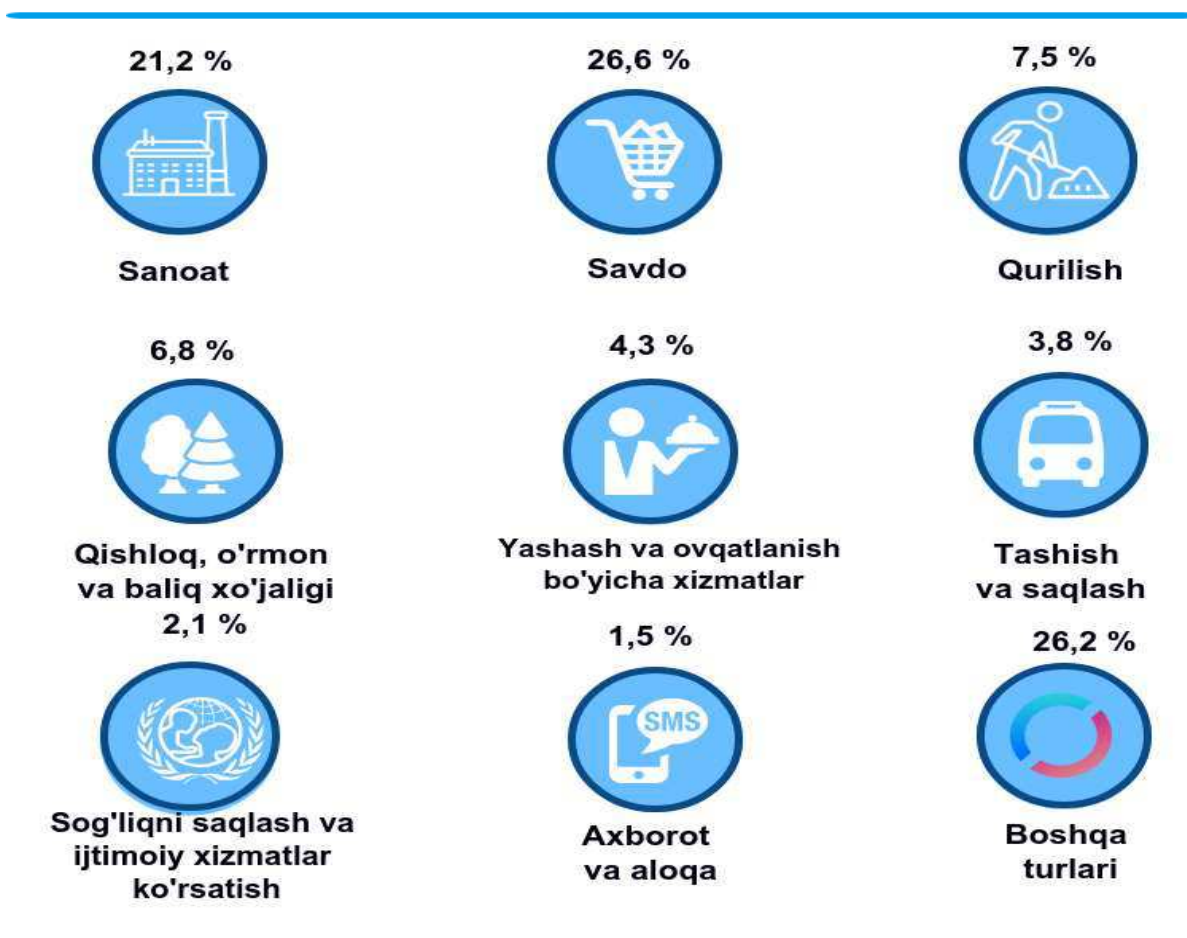 21,2 %
26,6 %
7,5 %
Sanoat
Savdo
Qurilish
6,8 %
4,3 %
3,8 %
Qishloq, o'rmon
va baliq xo'jaligi
Yashash va ovqatlanish
bo'yicha xizmatlar
Tashish
va saqlash
2,1 %
1,5 %
26,2 %
SMS
Sog'liqni saqlash va
ijtimoiy xizmatlar
ko'rsatish
Axborot
va aloqa
Boshqa
turlari